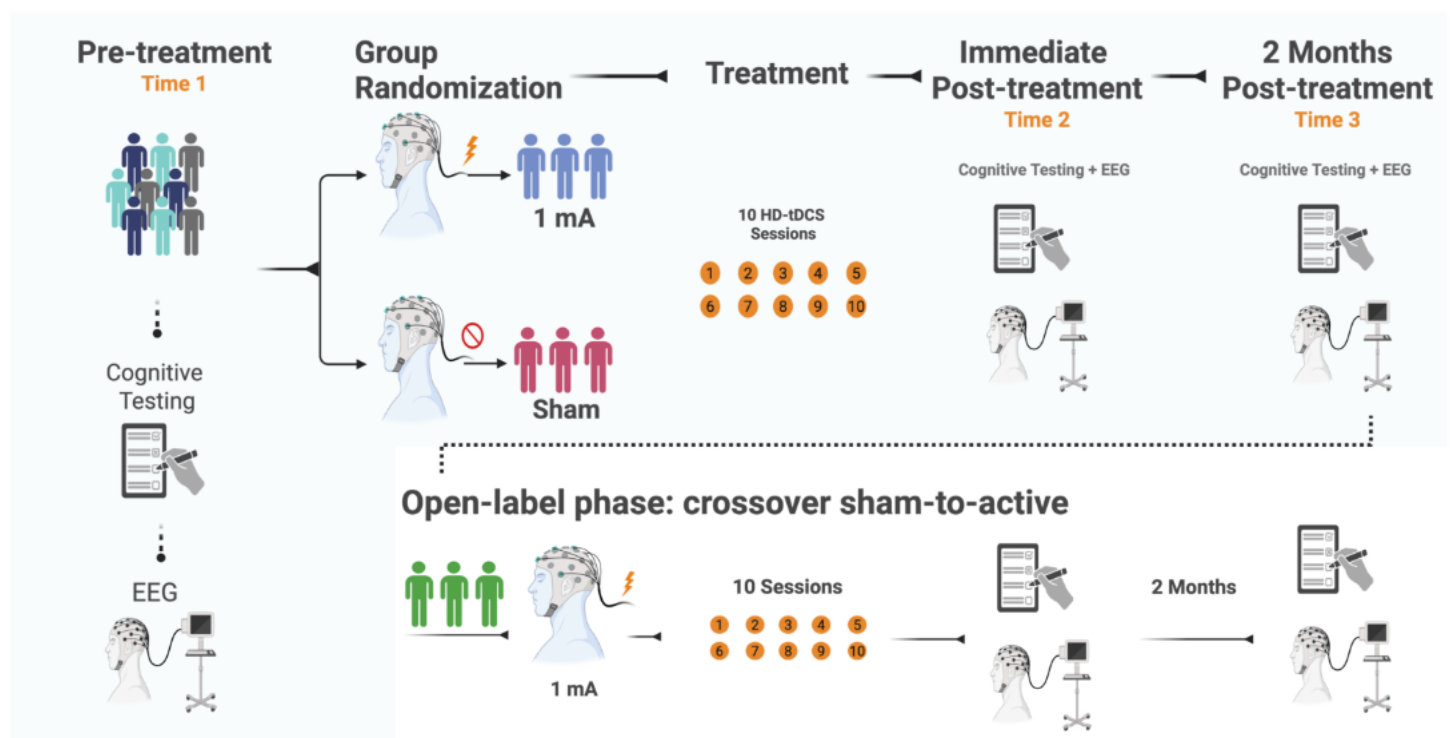 Pre-treatment
Time 1
Cognitive
Testing
EEG
Group
Randomization
1 mA
Sham
Treatment
10 HD-tDCS
Sessions
1 2 3 4 5
6 7 8 9 10
Immediate
Post-treatment
Time 2
Cognitive Testing + EEG
2 Months
Post-treatment
Time 3
Cognitive Testing + EEG
Open-label phase: crossover sham-to-active
1 mA
10 Sessions
1 2 3 4 5
6 7 8 9 10
2 Months